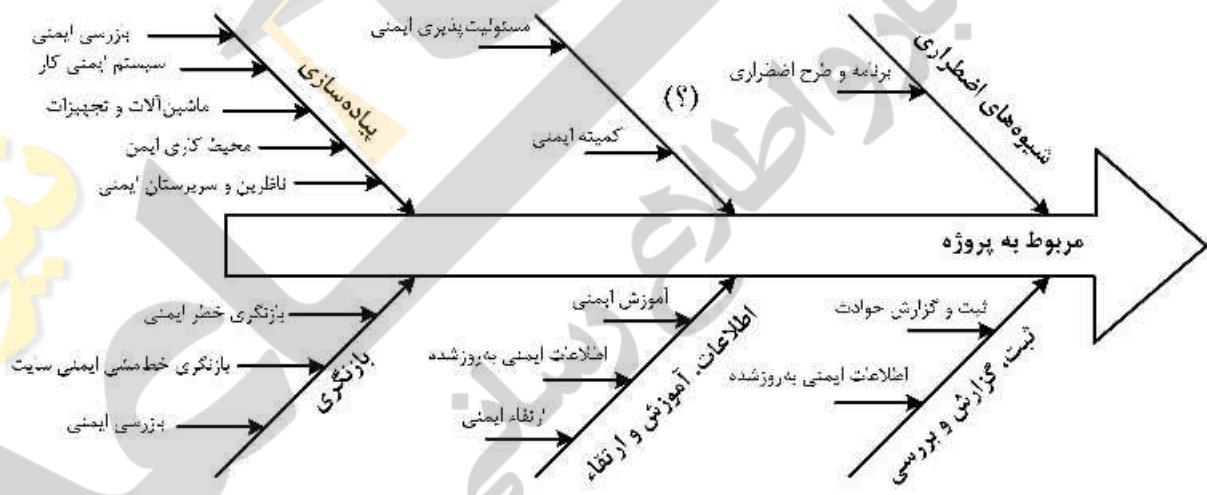 بازرسی ایمنی
سیستم ایمنی کار
ماشین‌آلات و تجهیزات
محیط کاری ایمن
ناظرین و سرپرستان ایمنی
پیاده‌سازی
مسئولیت‌پذیری ایمنی
(؟)
کمیته ایمنی
شیوه‌های اضطراری
برنامه و طرح اضطراری
مربوط به پروژه
بازنگری خطر ایمنی
بازنگری خط‌مشی ایمنی سایت
بازرسی ایمنی
بازنگری
آموزش ایمنی
اطلاعات ایمنی به‌روزشده
ارتقاء ایمنی
اطلاعات، آموزش و ارتقاء
ثبت و گزارش حوادث
اطلاعات ایمنی به‌روزشده
ثبت، گزارش و بررسی